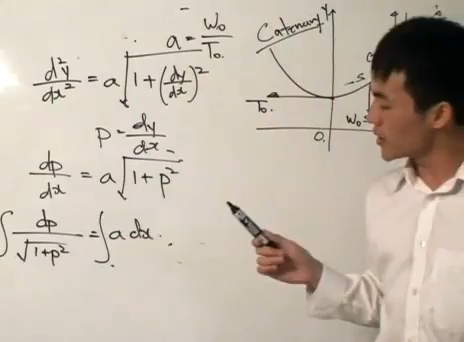 a = W₀/T₀
d²y/dx² = a√(1 + (dy/dx)²)
P = dy/dx
dp/dx = a√(1 + p²)
∫ dp/√(1+p²) = ∫ a dx.
Catenary
Y
S
T₀
W₀=
O.